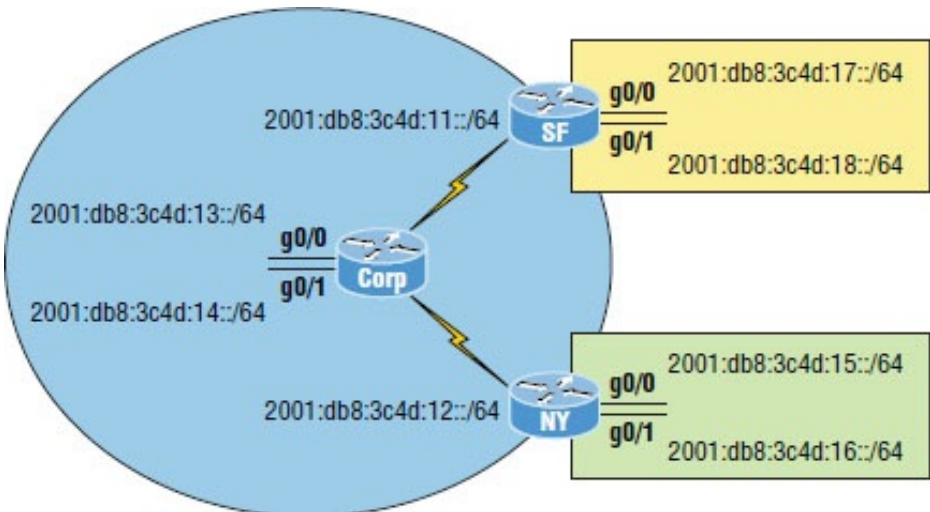 2001:db8:3c4d:17::/64
g0/0
2001:db8:3c4d:11::/64
SF
g0/1
2001:db8:3c4d:18::/64
2001:db8:3c4d:13::/64
g0/0
Corp
g0/1
2001:db8:3c4d:14::/64
2001:db8:3c4d:15::/64
g0/0
2001:db8:3c4d:12::/64
NY
g0/1
2001:db8:3c4d:16::/64